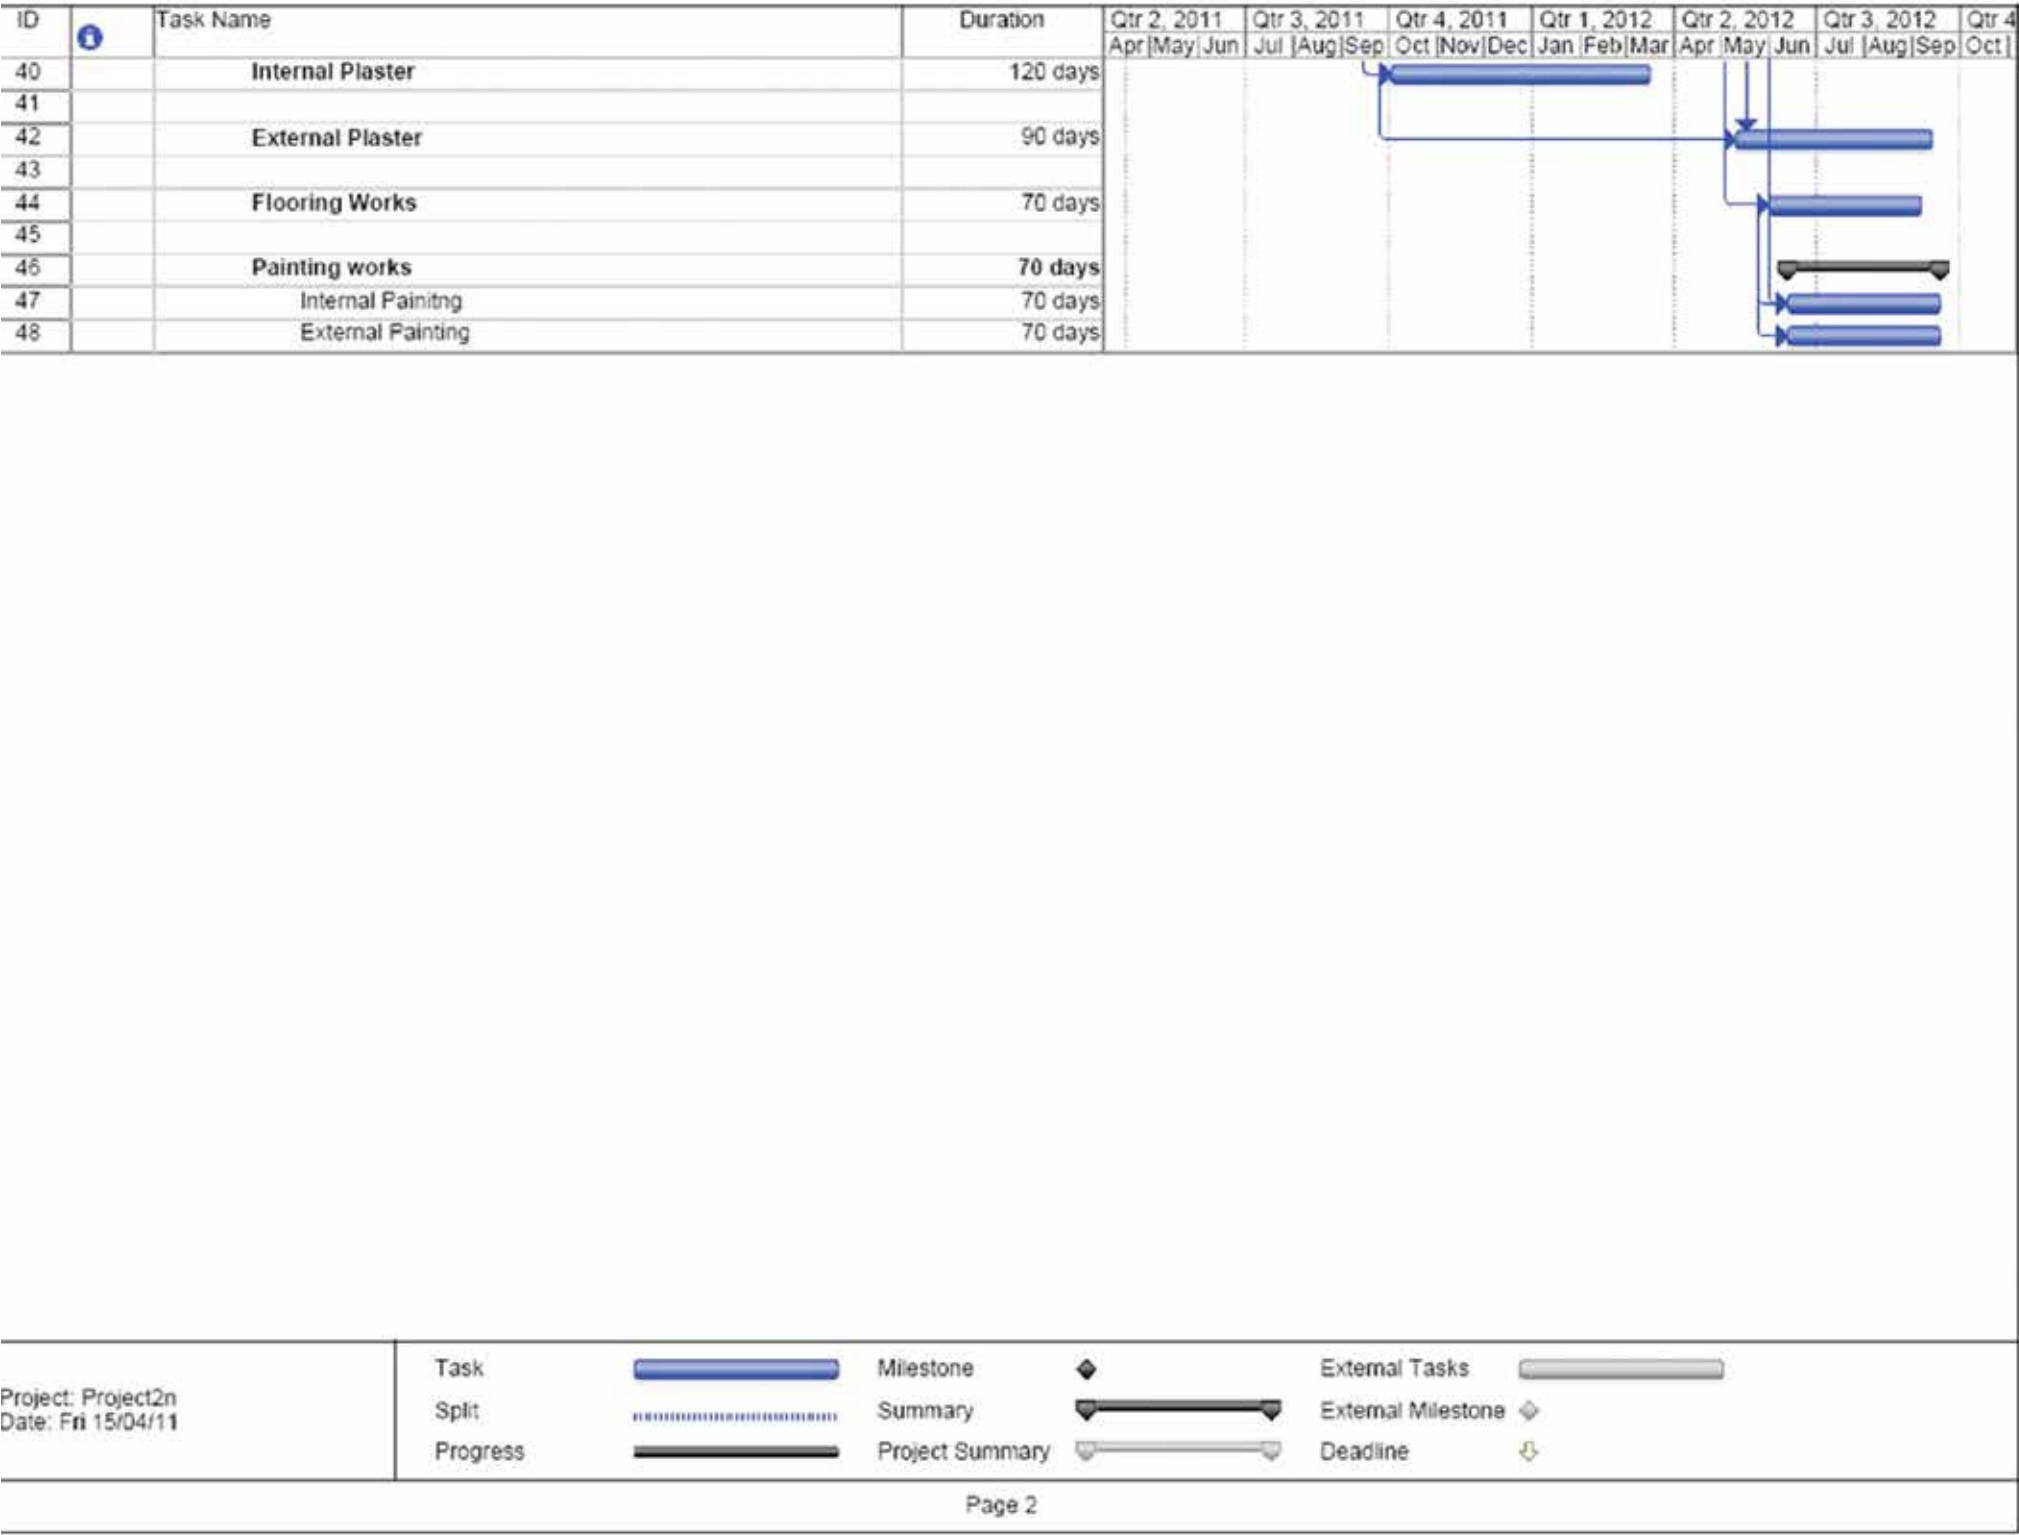 ID Task Name Duration Qtr 2, 2011 Qtr 3, 2011 Qtr 4, 2011 Qtr 1, 2012 Qtr 2, 2012 Qtr 3, 2012 Qtr 4
Apr May Jun Jul Aug Sep Oct Nov Dec Jan Feb Mar Apr May Jun Jul Aug Sep Oct
40 Internal Plaster 120 days
41
42 External Plaster 90 days
43
44 Flooring Works 70 days
45
46 Painting works 70 days
47 Internal Painitng 70 days
48 External Painting 70 days
Task Milestone External Tasks
Project: Project2n
Date: Fri 15/04/11
Split Summary External Milestone
Progress Project Summary Deadline
Page 2